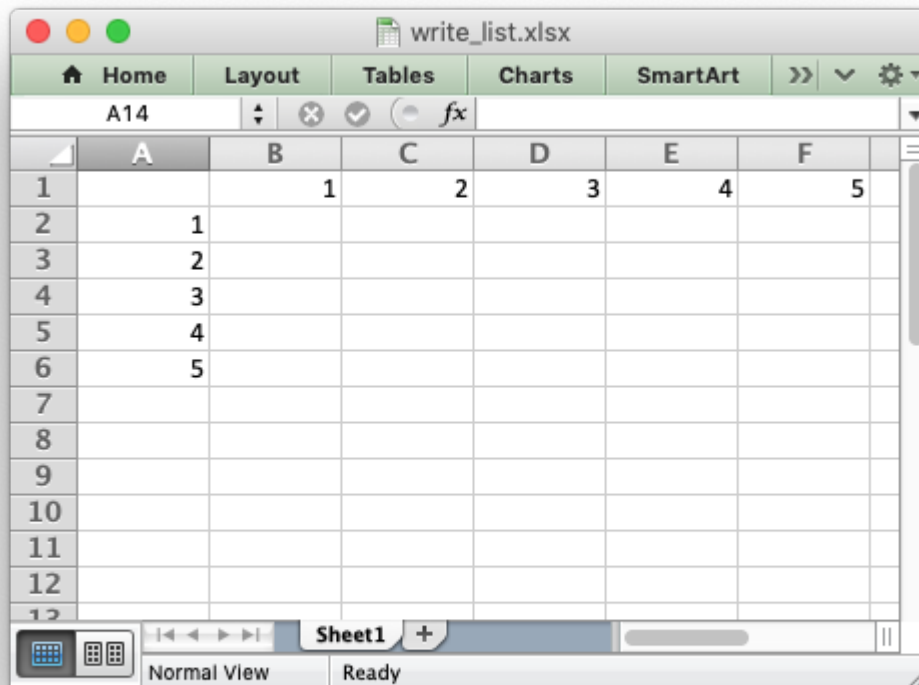 write_list.xlsx
Home Layout Tables Charts SmartArt
A14 fx
A B C D E F
1 1 2 3 4 5
2 1
3 2
4 3
5 4
6 5
7
8
9
10
11
12
13
Sheet1 +
Normal View Ready